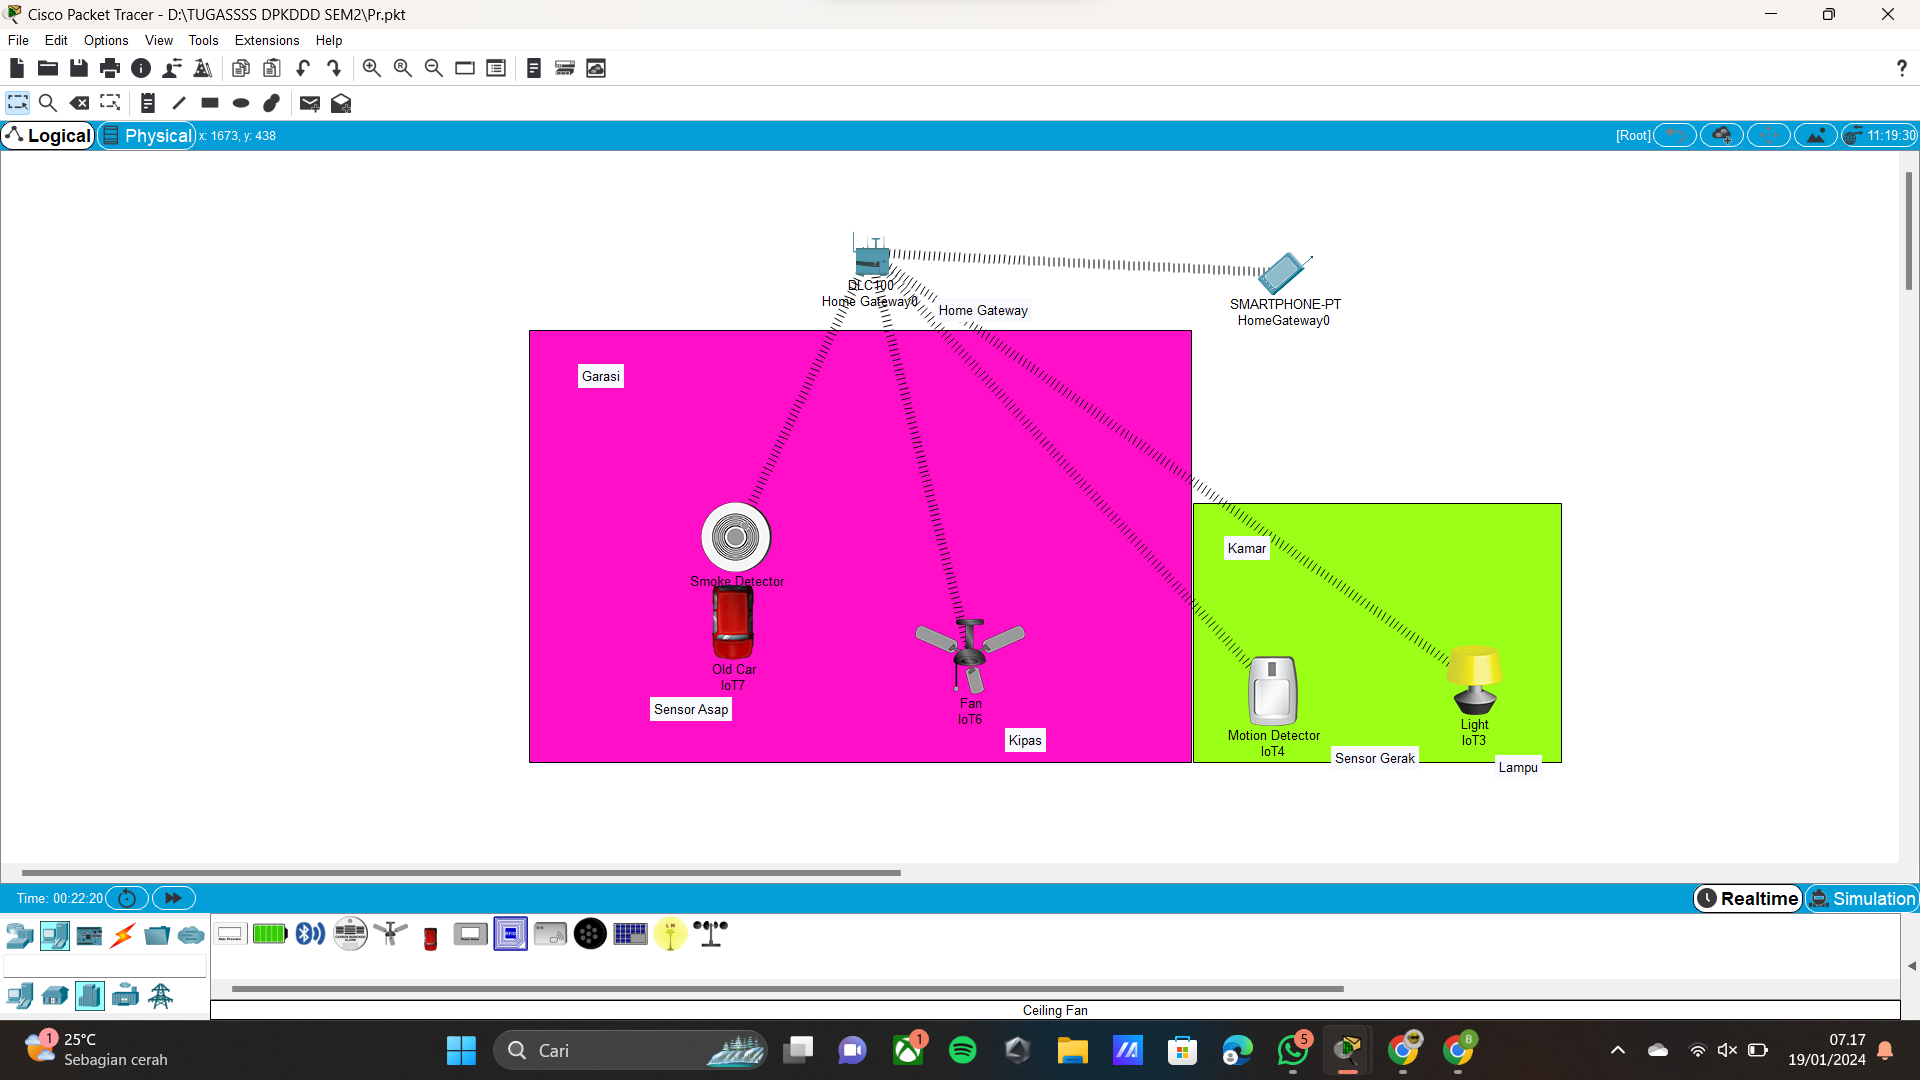 Cisco Packet Tracer - D:\TUGASSSS DPKDDD SEM2\Pr.pkt
File Edit Options View Tools Extensions Help
Logical Physical x: 1673, y: 438 [Root] 11:19:30
DLC100
Home Gateway0
Home Gateway
SMARTPHONE-PT
HomeGateway0
Garasi
Smoke Detector
Old Car
IoT7
Sensor Asap
Fan
IoT6
Kipas
Kamar
Motion Detector
IoT4
Sensor Gerak
Light
IoT3
Lampu
Time: 00:22:20 Realtime Simulation
Ceiling Fan
1 25°C
Sebagian cerah
Cari
1
5
B
07.17
19/01/2024